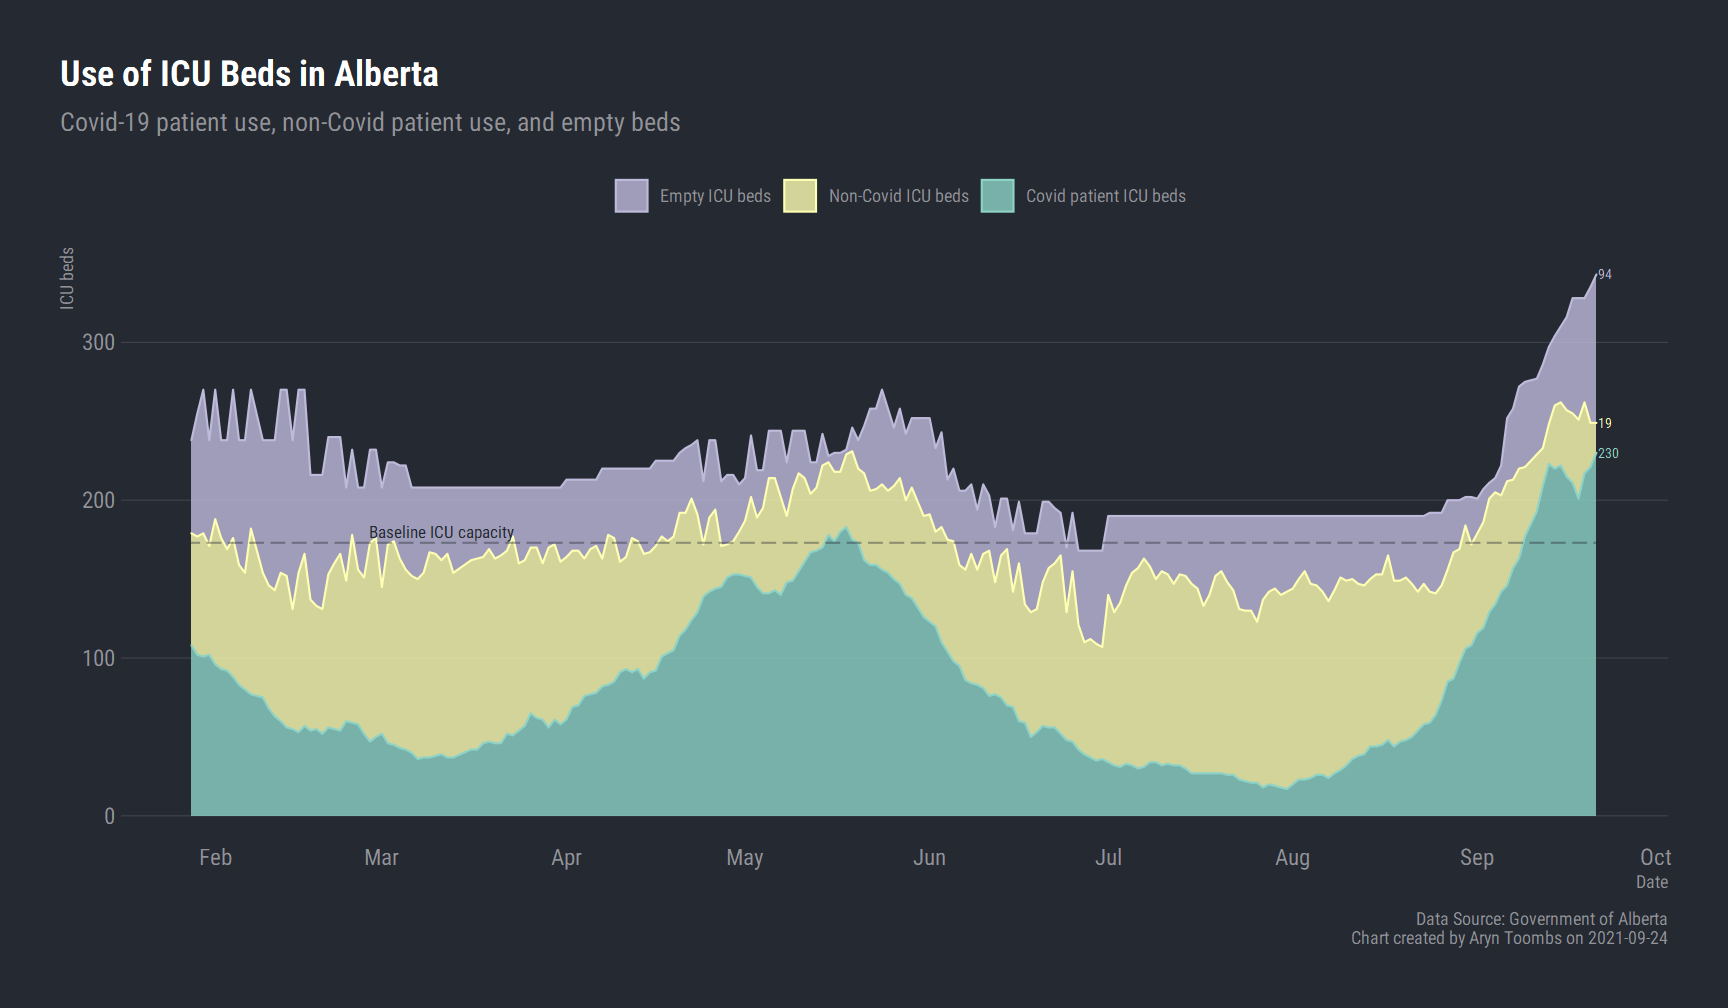 Use of ICU Beds in Alberta
Covid-19 patient use, non-Covid patient use, and empty beds
Empty ICU beds
Non-Covid ICU beds
Covid patient ICU beds
ICU beds
94
300
19
230
200
Baseline ICU capacity
100
0
Feb Mar Apr May Jun Jul Aug Sep Oct
Date
Data Source: Government of Alberta
Chart created by Aryn Toombs on 2021-09-24